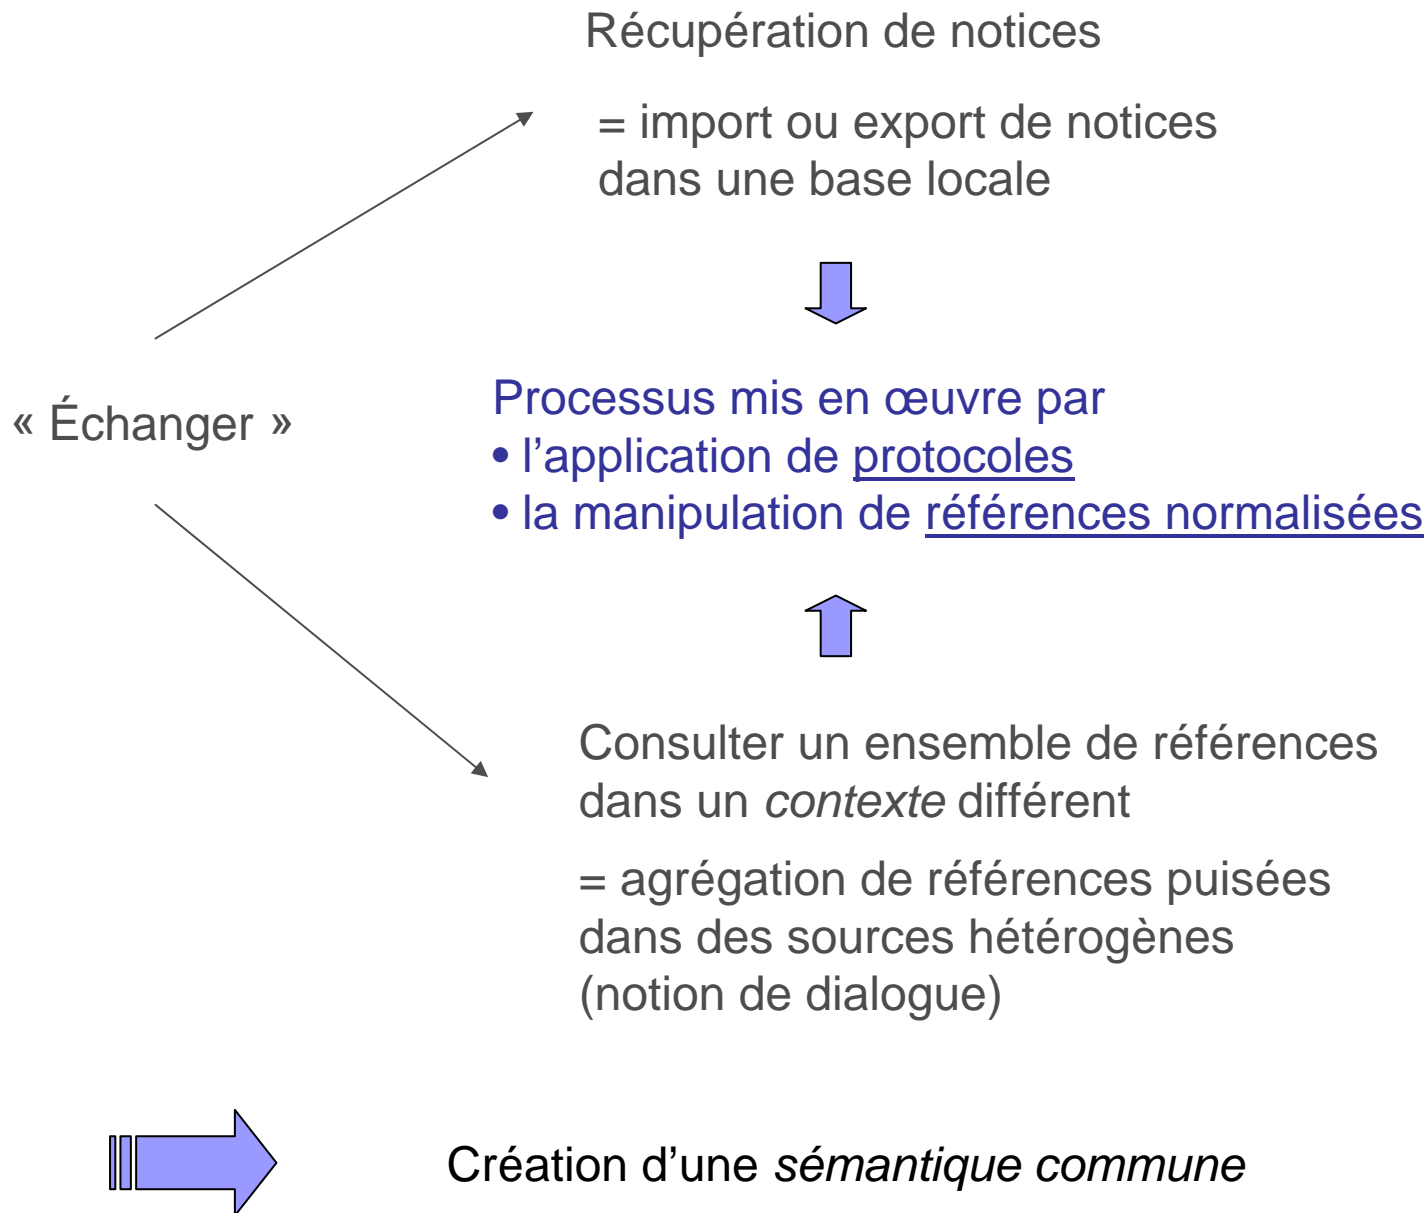 Récupération de notices
= import ou export de notices
dans une base locale
« Échanger »
Processus mis en œuvre par
• l’application de protocoles
• la manipulation de références normalisées
Consulter un ensemble de références
dans un contexte différent
= agrégation de références puisées
dans des sources hétérogènes
(notion de dialogue)
Création d’une sémantique commune